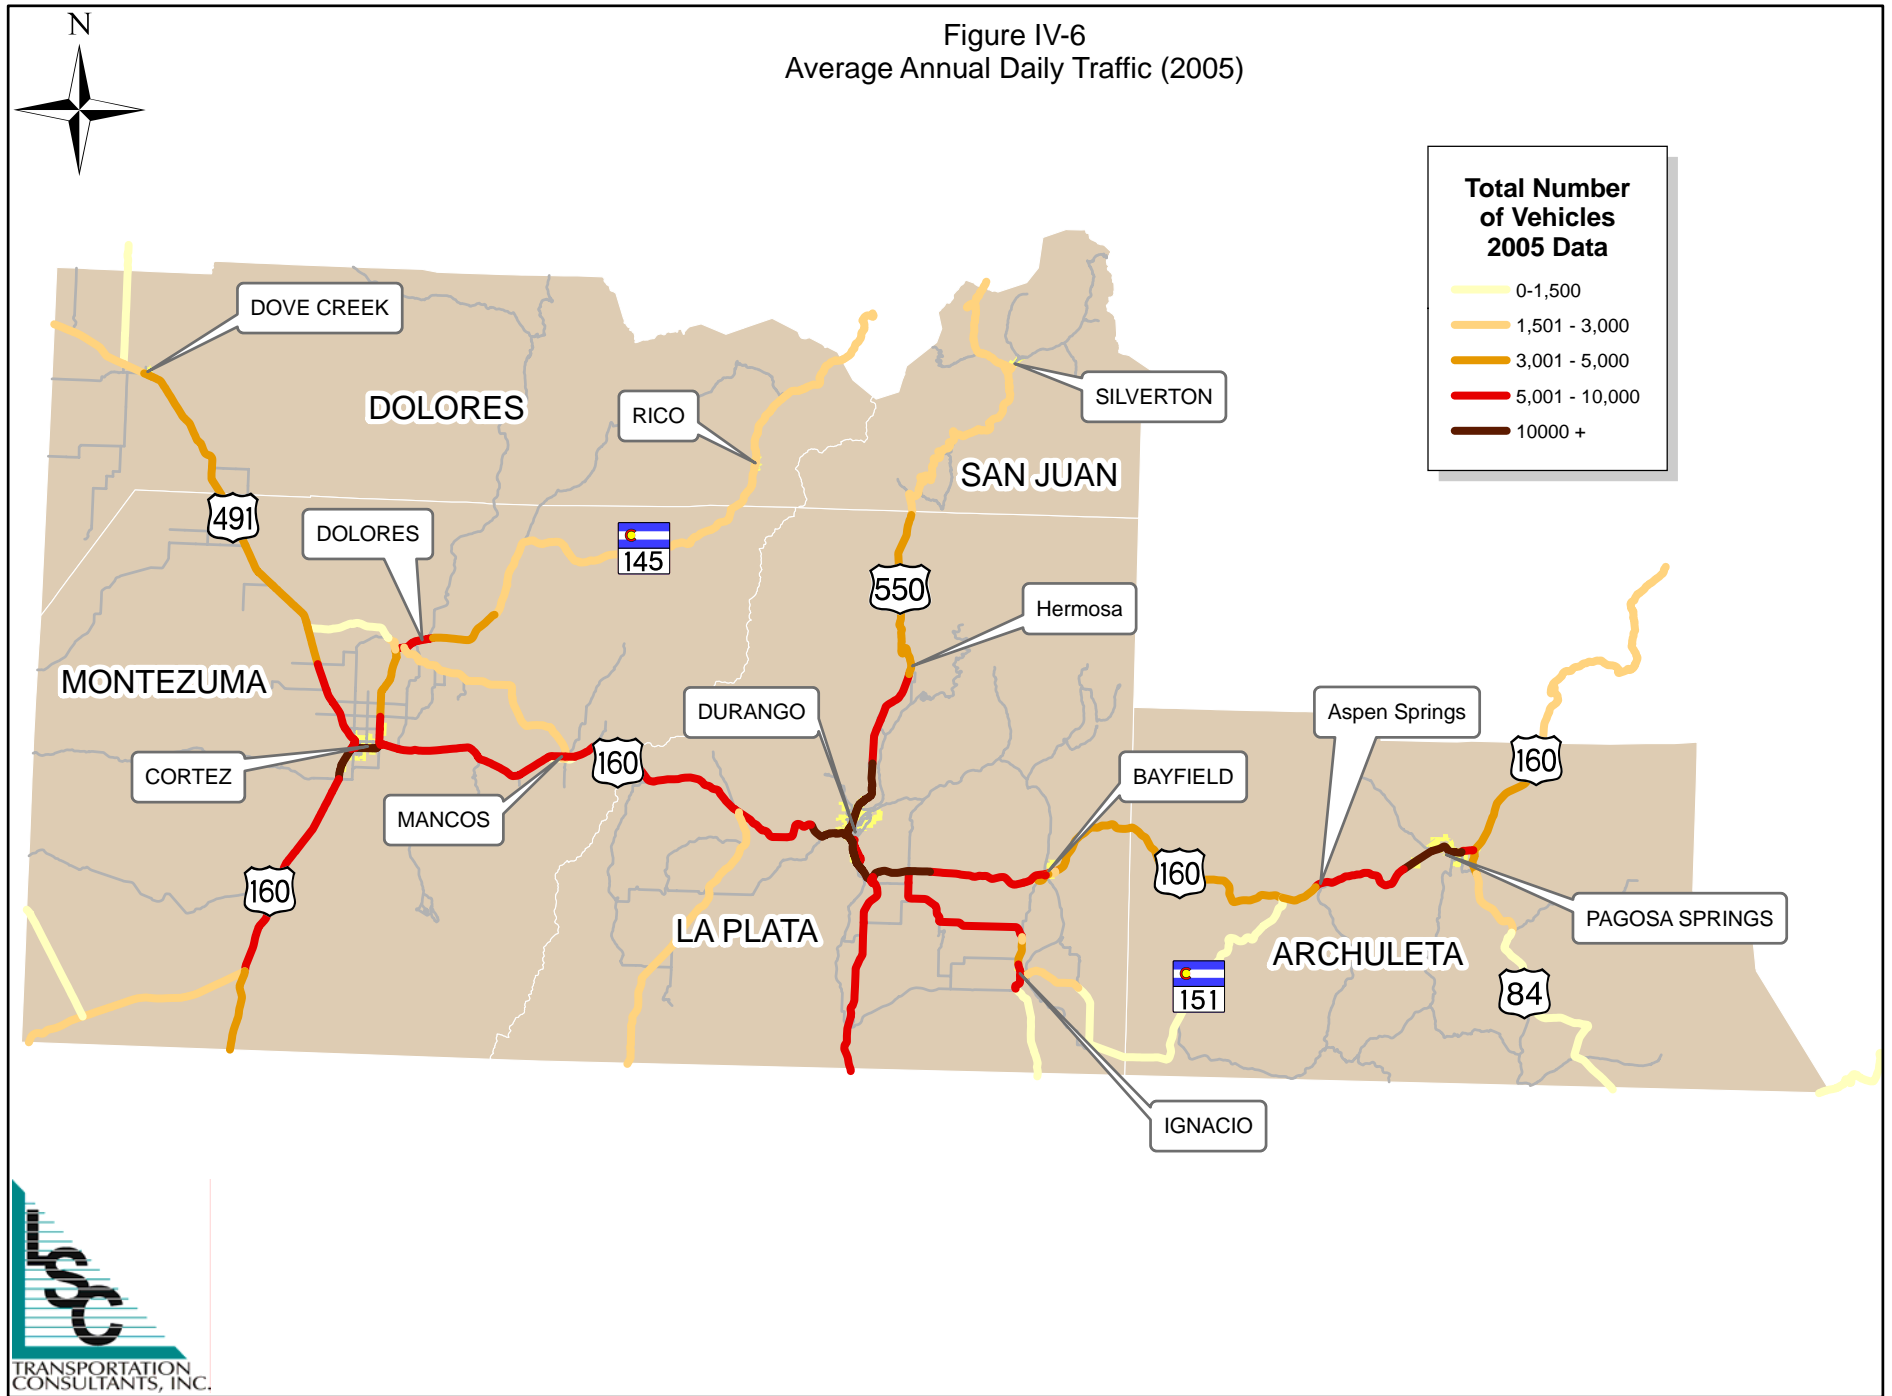 Figure IV-6
Average Annual Daily Traffic (2005)
N
Total Number
of Vehicles
2005 Data
0-1,500
1,501 - 3,000
3,001 - 5,000
5,001 - 10,000
10000 +
DOVE CREEK
DOLORES
RICO
SILVERTON
SAN JUAN
491
DOLORES
145
550
Hermosa
MONTEZUMA
DURANGO
Aspen Springs
CORTEZ
160
160
BAYFIELD
MANCOS
160
160
PAGOSA SPRINGS
LA PLATA
ARCHULETA
151
84
IGNACIO
LSC
TRANSPORTATION
CONSULTANTS, INC.